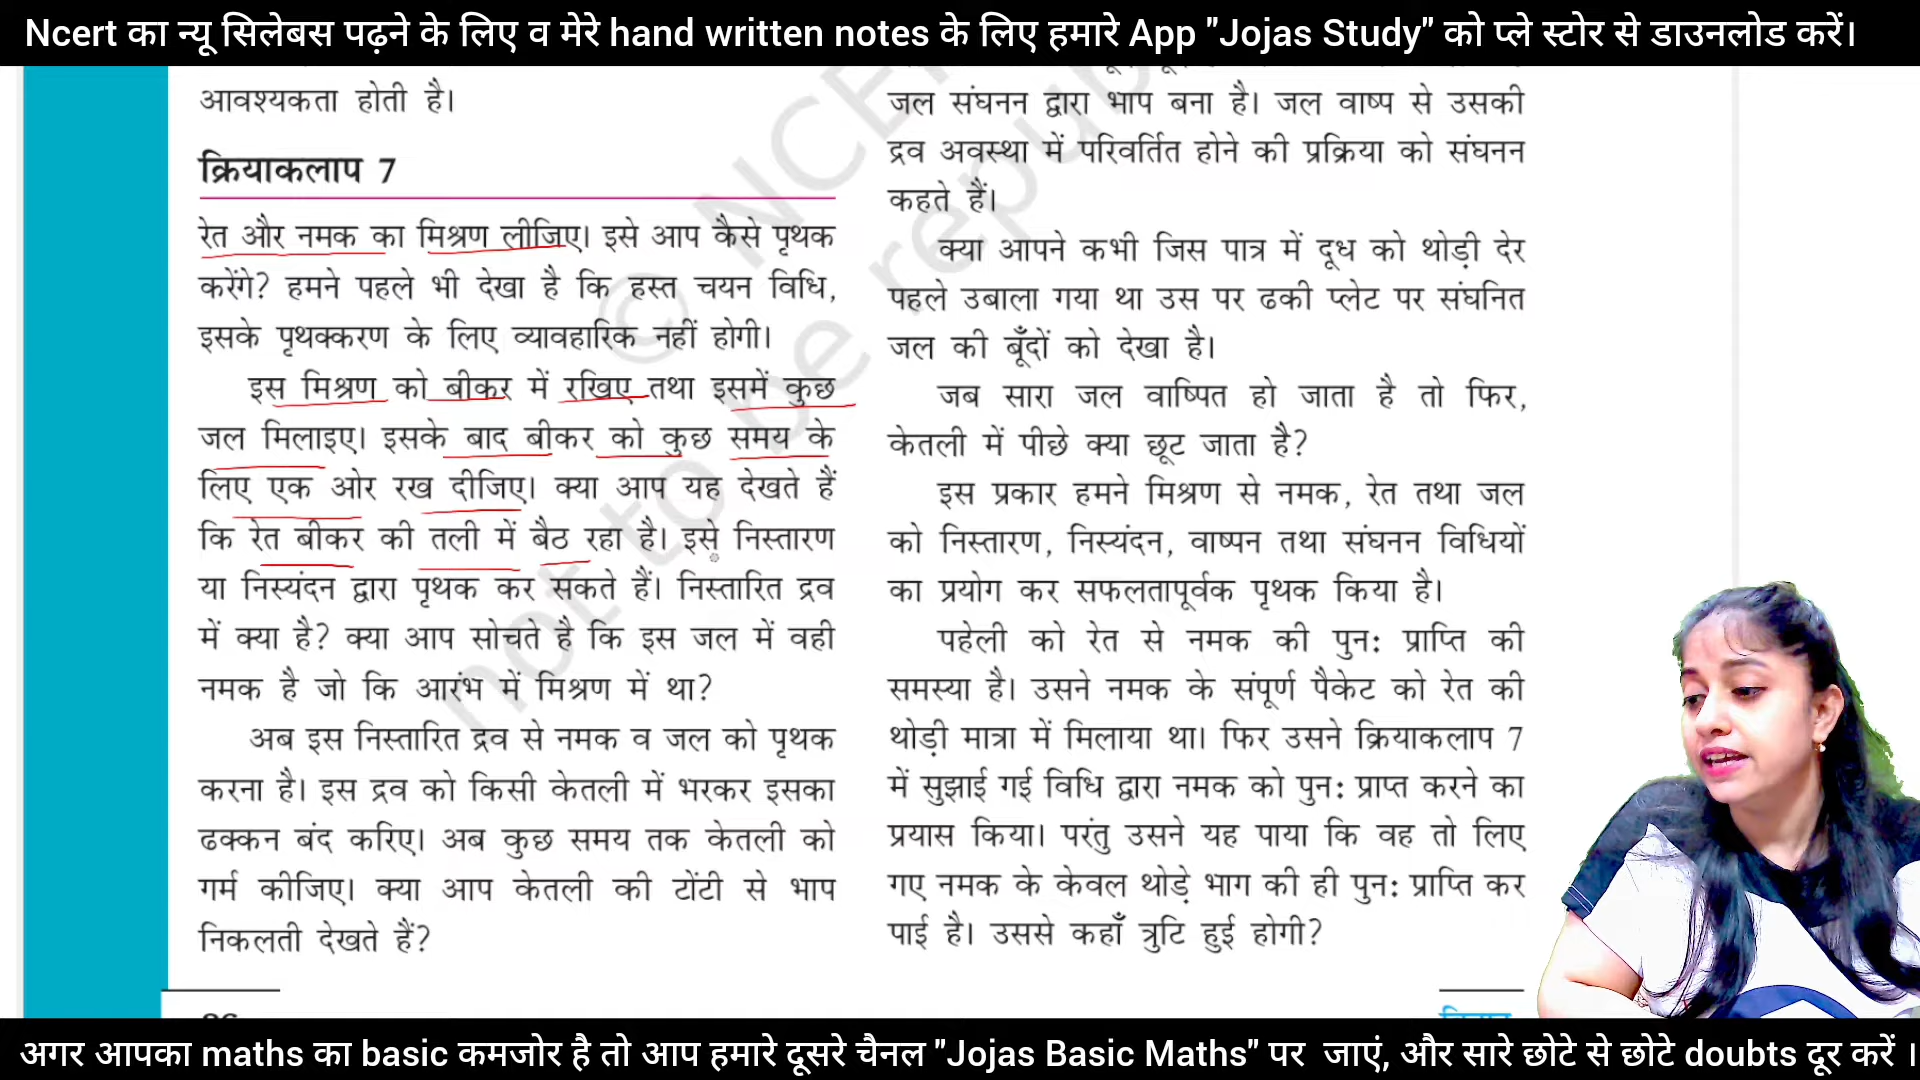 Ncert का न्यू सिलेबस पढ़ने के लिए व मेरे hand written notes के लिए हमारे App "Jojas Study" को प्ले स्टोर से डाउनलोड करें।
आवश्यकता होती है।
क्रियाकलाप 7
रेत और नमक का मिश्रण लीजिए। इसे आप कैसे पृथक
करेंगे? हमने पहले भी देखा है कि हस्त चयन विधि,
इसके पृथक्करण के लिए व्यावहारिक नहीं होगी।
इस मिश्रण को बीकर में रखिए तथा इसमें कुछ
जल मिलाइए। इसके बाद बीकर को कुछ समय के
लिए एक ओर रख दीजिए। क्या आप यह देखते हैं
कि रेत बीकर की तली में बैठ रहा है। इसे निस्तारण
या निस्यंदन द्वारा पृथक कर सकते हैं। निस्तारित द्रव
में क्या है? क्या आप सोचते है कि इस जल में वही
नमक है जो कि आरंभ में मिश्रण में था?
अब इस निस्तारित द्रव से नमक व जल को पृथक
करना है। इस द्रव को किसी केतली में भरकर इसका
ढक्कन बंद करिए। अब कुछ समय तक केतली को
गर्म कीजिए। क्या आप केतली की टोंटी से भाप
निकलती देखते हैं?
जल संघनन द्वारा भाप बना है। जल वाष्प से उसकी
द्रव अवस्था में परिवर्तित होने की प्रक्रिया को संघनन
कहते हैं।
क्या आपने कभी जिस पात्र में दूध को थोड़ी देर
पहले उबाला गया था उस पर ढकी प्लेट पर संघनित
जल की बूँदों को देखा है।
जब सारा जल वाष्पित हो जाता है तो फिर,
केतली में पीछे क्या छूट जाता है?
इस प्रकार हमने मिश्रण से नमक, रेत तथा जल
को निस्तारण, निस्यंदन, वाष्पन तथा संघनन विधियों
का प्रयोग कर सफलतापूर्वक पृथक किया है।
पहेली को रेत से नमक की पुन: प्राप्ति की
समस्या है। उसने नमक के संपूर्ण पैकेट को रेत की
थोड़ी मात्रा में मिलाया था। फिर उसने क्रियाकलाप 7
में सुझाई गई विधि द्वारा नमक को पुन: प्राप्त करने का
प्रयास किया। परंतु उसने यह पाया कि वह तो लिए
गए नमक के केवल थोड़े भाग की ही पुन: प्राप्ति कर
पाई है। उससे कहाँ त्रुटि हुई होगी?
© NCE
not to be repub
अगर आपका maths का basic कमजोर है तो आप हमारे दूसरे चैनल "Jojas Basic Maths" पर जाएं, और सारे छोटे से छोटे doubts दूर करें ।